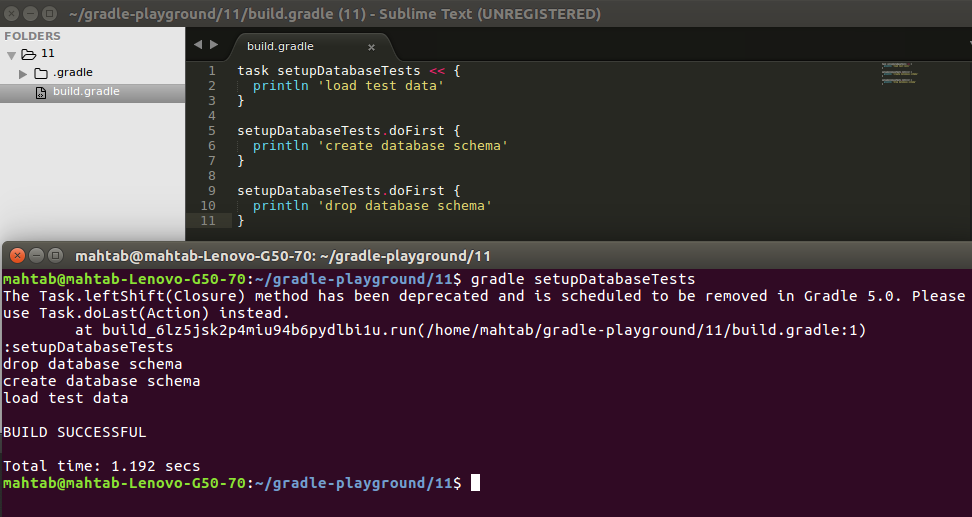 ~/gradle-playground/11/build.gradle (11) - Sublime Text (UNREGISTERED)
FOLDERS
11
.gradle
build.gradle
build.gradle ×
1 task setupDatabaseTests << {
2   println 'load test data'
3 }
4
5 setupDatabaseTests.doFirst {
6   println 'create database schema'
7 }
8
9 setupDatabaseTests.doFirst {
10   println 'drop database schema'
11 }
mahtab@mahtab-Lenovo-G50-70: ~/gradle-playground/11
mahtab@mahtab-Lenovo-G50-70:~/gradle-playground/11$ gradle setupDatabaseTests
The Task.leftShift(Closure) method has been deprecated and is scheduled to be removed in Gradle 5.0. Please
use Task.doLast(Action) instead.
        at build_6lz5jsk2p4miu94b6pydlbi1u.run(/home/mahtab/gradle-playground/11/build.gradle:1)
:setupDatabaseTests
drop database schema
create database schema
load test data
BUILD SUCCESSFUL
Total time: 1.192 secs
mahtab@mahtab-Lenovo-G50-70:~/gradle-playground/11$